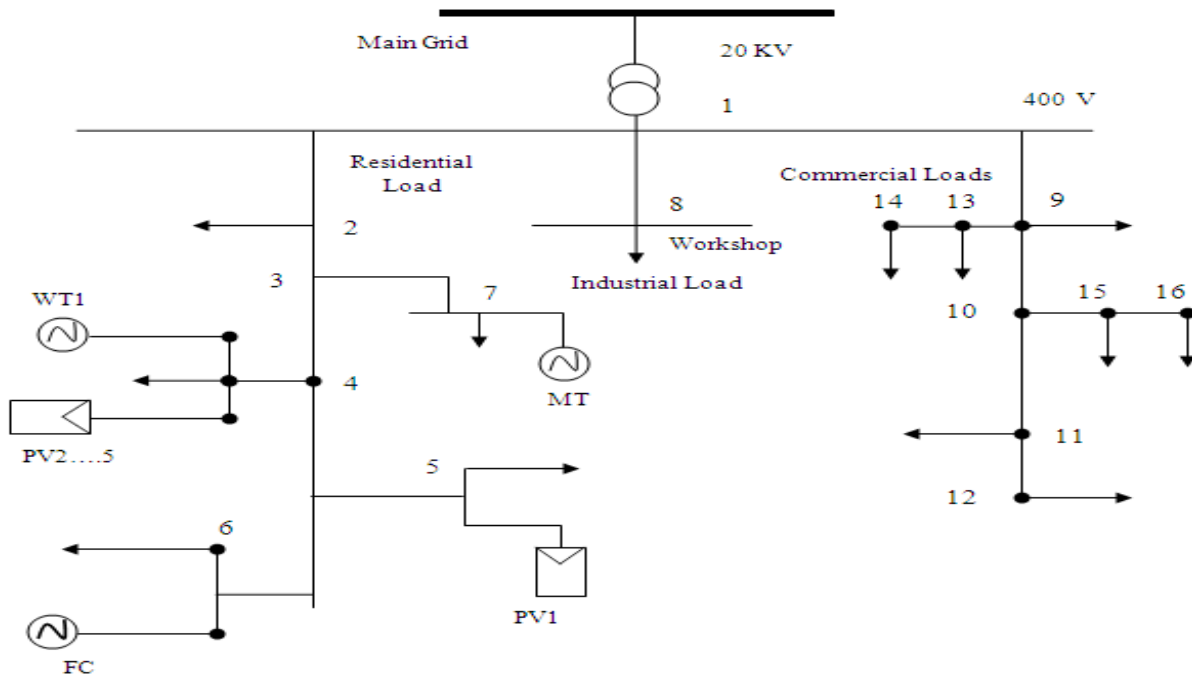 Main Grid
20 KV
1
400 V
Residential
Load
Commercial Loads
2
8
14
13
9
Workshop
3
Industrial Load
WT1
7
10
15
16
4
MT
PV2....5
5
11
12
6
PV1
FC